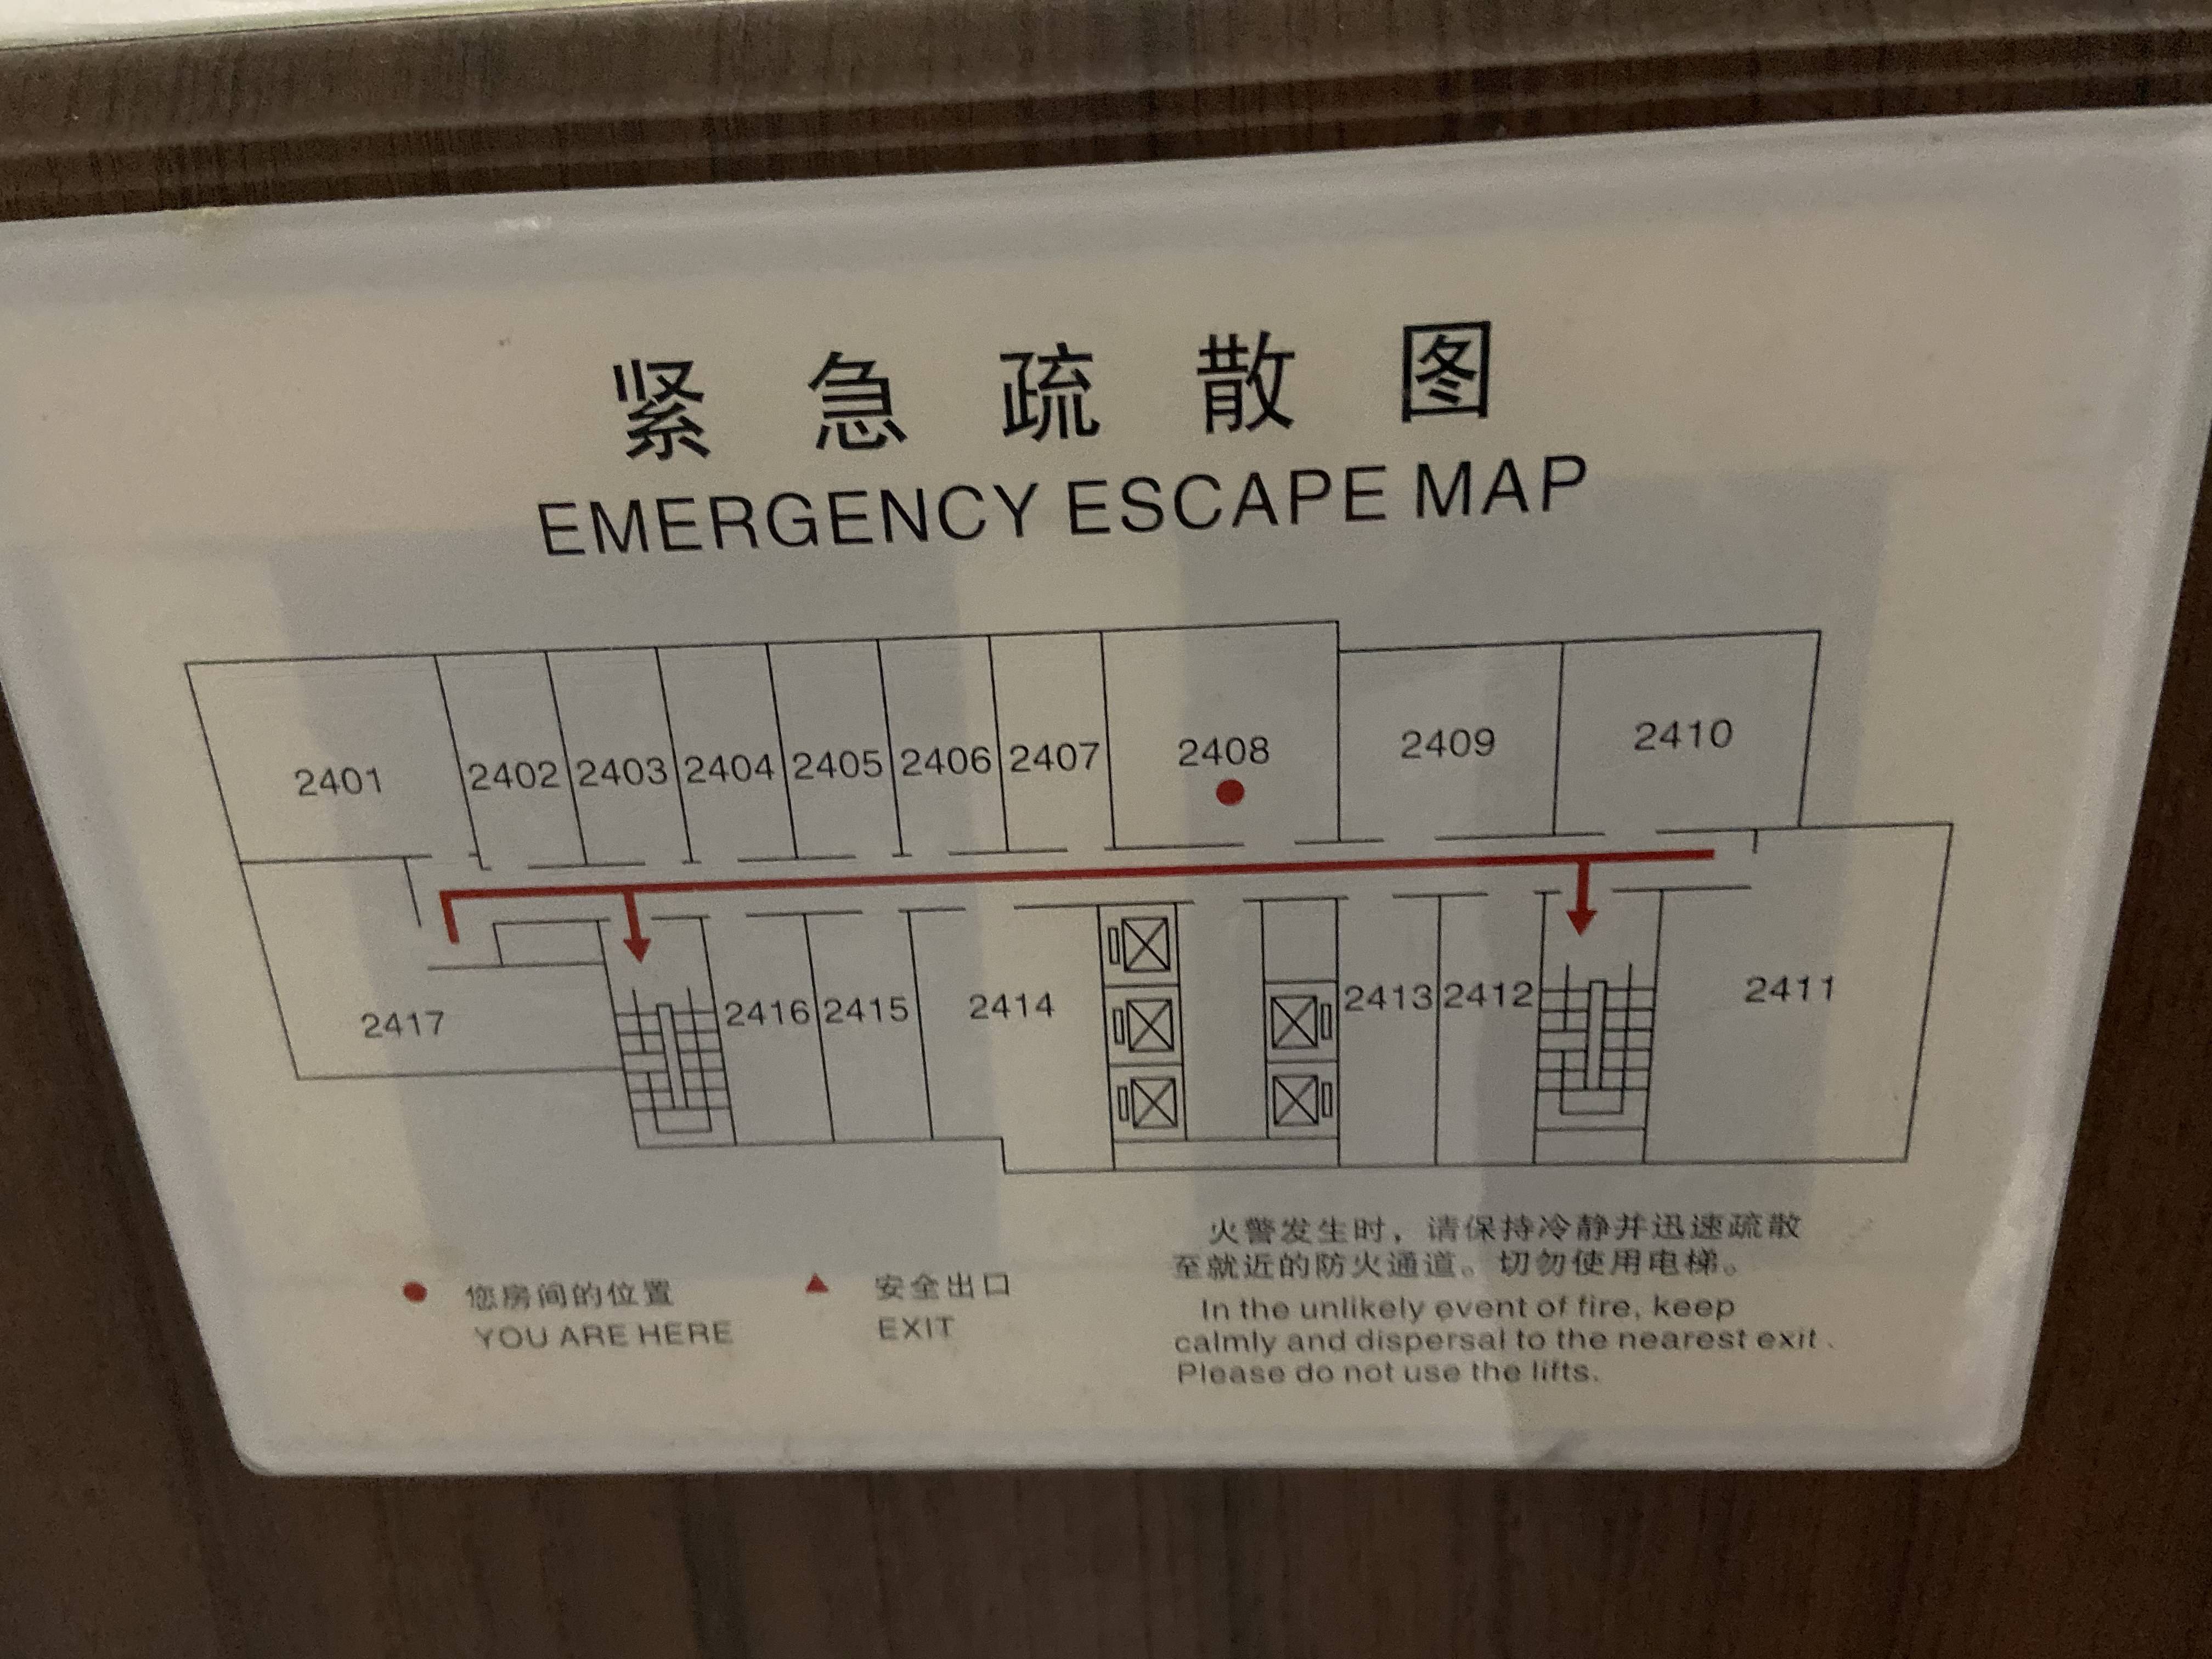 紧急疏散图
EMERGENCY ESCAPE MAP
2401 2402 2403 2404 2405 2406 2407 2408 2409 2410
2417 2416 2415 2414 2413 2412 2411
您房间的位置
YOU ARE HERE
安全出口
EXIT
火警发生时，请保持冷静并迅速疏散
至就近的防火通道。切勿使用电梯。
In the unlikely event of fire, keep
calmly and dispersal to the nearest exit .
Please do not use the lifts.